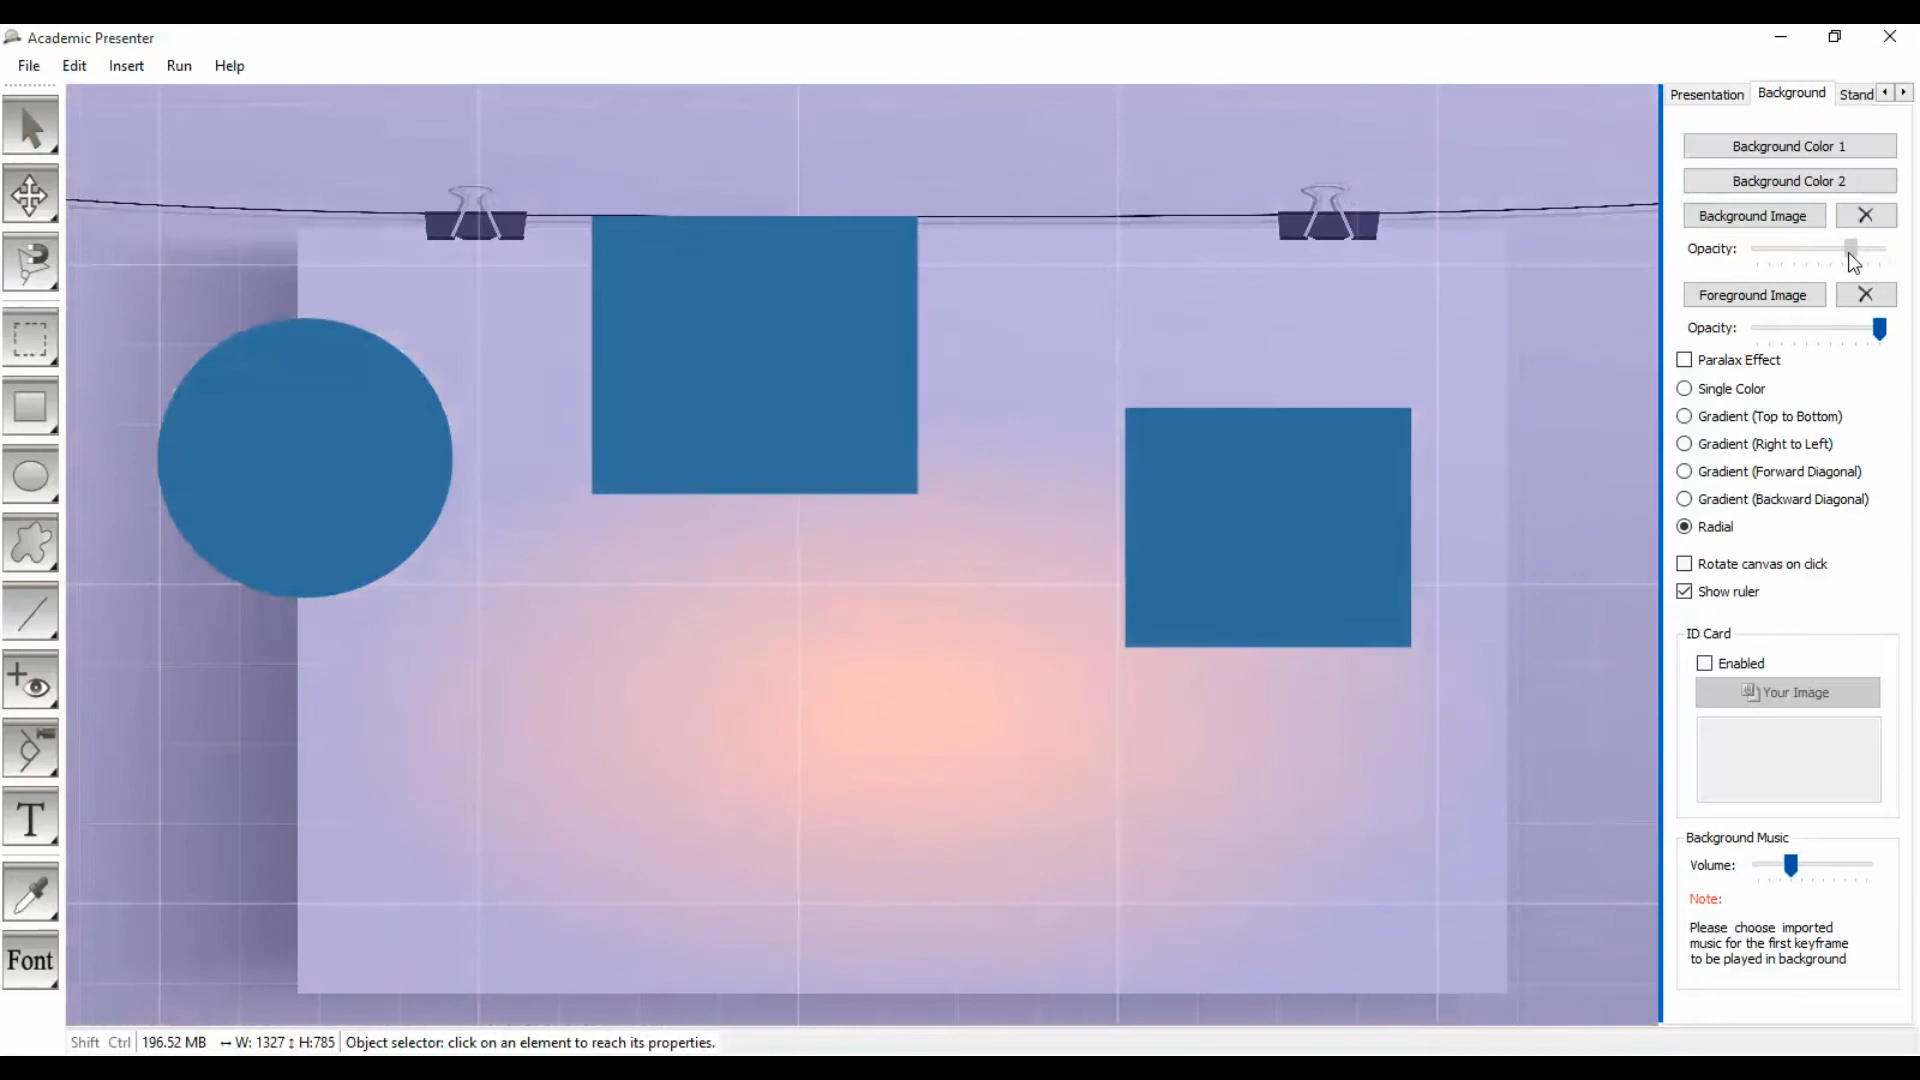 Academic Presenter
File Edit Insert Run Help
Presentation Background Stand
Background Color 1
Background Color 2
Background Image
Opacity:
Foreground Image
Opacity:
Paralax Effect
Single Color
Gradient (Top to Bottom)
Gradient (Right to Left)
Gradient (Forward Diagonal)
Gradient (Backward Diagonal)
Radial
Rotate canvas on click
Show ruler
ID Card
Enabled
Your Image
Background Music
Volume:
Note:
Please choose imported
music for the first keyframe
to be played in background
T
Font
Shift Ctrl 196.52 MB W: 1327 H:785 Object selector: click on an element to reach its properties.